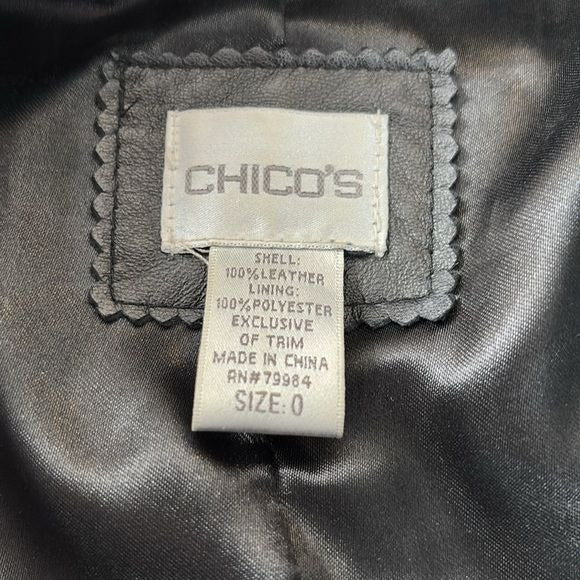 CHICO'S
SHELL:
100%LEATHER
LINING:
100%POLYESTER
EXCLUSIVE
OF TRIM
MADE IN CHINA
RN#79984
SIZE: 0